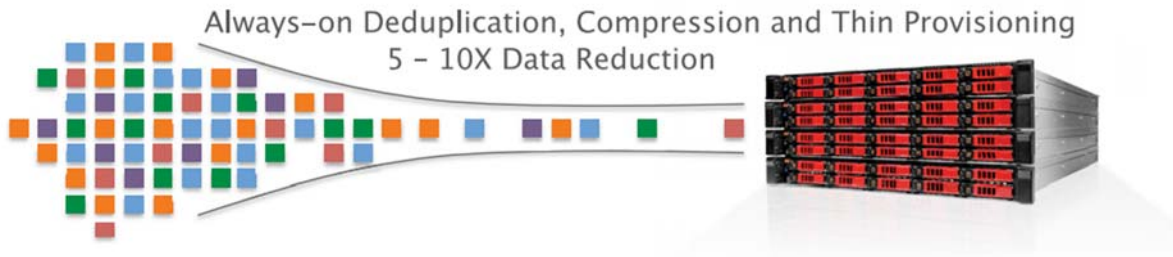 Always-on Deduplication, Compression and Thin Provisioning
5 - 10X Data Reduction